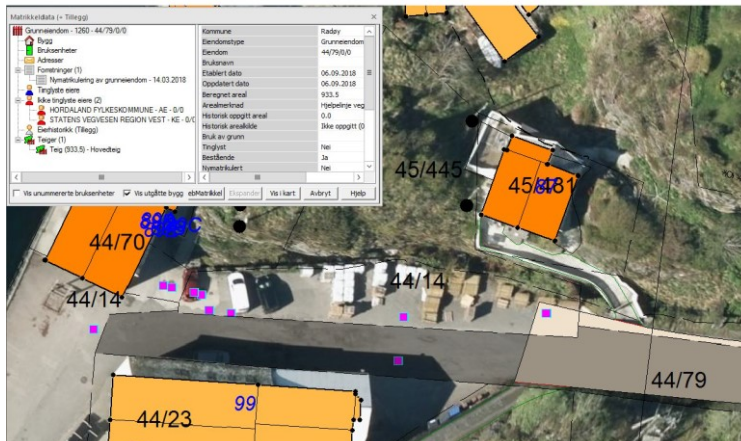 Matrikkeldata (+ Tillegg)
Grunneiendom - 1260 - 44/79/0/0
Bygg
Bruksenheter
Adresser
Forretninger (1)
Nymatrikulering av grunneiendom - 14.03.2018
Tinglyste eiere
Ikke tinglyste eiere (2)
HORDALAND FYLKESKOMMUNE - AE - 0/0
STATENS VEGVESEN REGION VEST - KE - 0/0
Eierhistorikk (Tillegg)
Teiger (1)
Teig (933.5) - Hovedteig
Kommune Radøy
Eiendomstype Grunneiendom
Eiendom 44/79/0/0
Bruksnavn
Etablert dato 06.09.2018
Oppdatert dato 06.09.2018
Beregnet areal 933.5
Arealmerknad Hjelpelinje veg
Historisk oppgitt areal 0.0
Historisk arealkilde Ikke oppgitt (0
Bruk av grunn
Tinglyst Nei
Bestående Ja
Nymatrikulert Nei
Vis unummererte bruksenheter Vis utgåtte bygg ebMatrikkel Ekspander Vis i kart Avbryt Hjelp
45/445
45/481
87
44/70
44/14
44/14
44/79
99
44/23